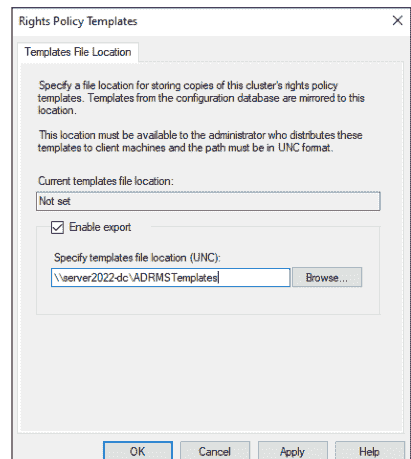 Rights Policy Templates
Templates File Location
Specify a file location for storing copies of this cluster's rights policy
templates. Templates from the configuration database are mirrored to this
location.
This location must be available to the administrator who distributes these
templates to client machines and the path must be in UNC format.
Current templates file location:
Not set
Enable export
Specify templates file location (UNC):
\\server2022-dc\ADRMSTemplates
Browse...
OK Cancel Apply Help